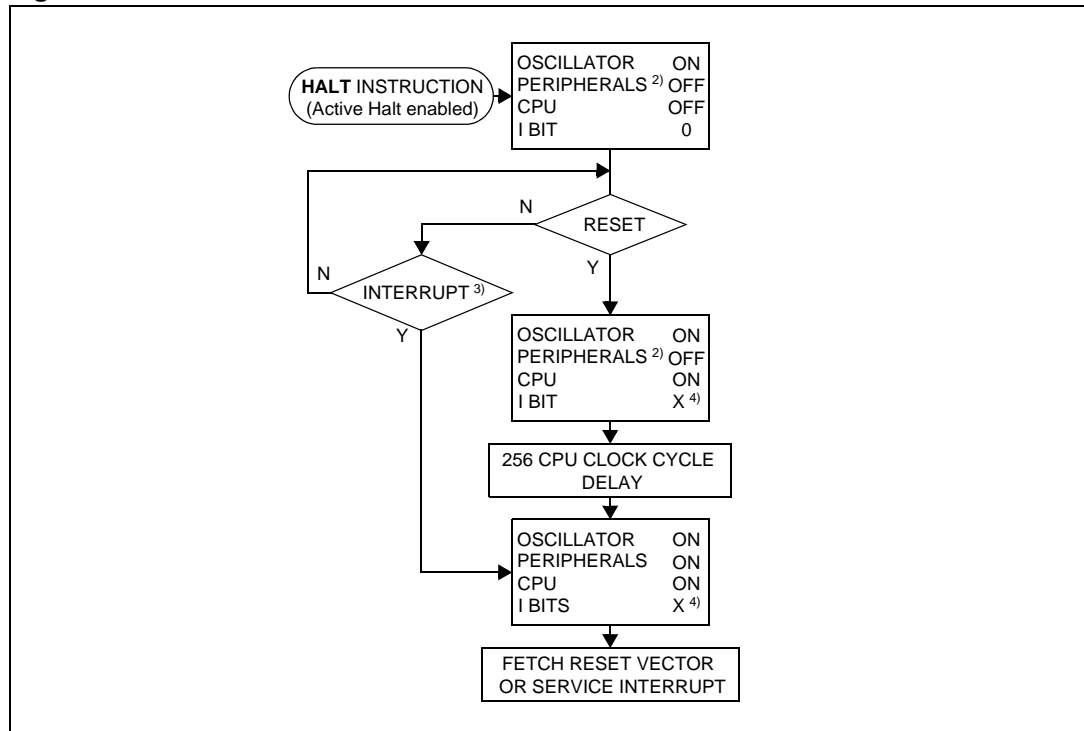 HALT INSTRUCTION
(Active Halt enabled)
OSCILLATOR ON
PERIPHERALS 2) OFF
CPU OFF
I BIT 0
RESET
N
Y
INTERRUPT 3)
N
Y
OSCILLATOR ON
PERIPHERALS 2) OFF
CPU ON
I BIT X 4)
256 CPU CLOCK CYCLE
DELAY
OSCILLATOR ON
PERIPHERALS ON
CPU ON
I BITS X 4)
FETCH RESET VECTOR
OR SERVICE INTERRUPT